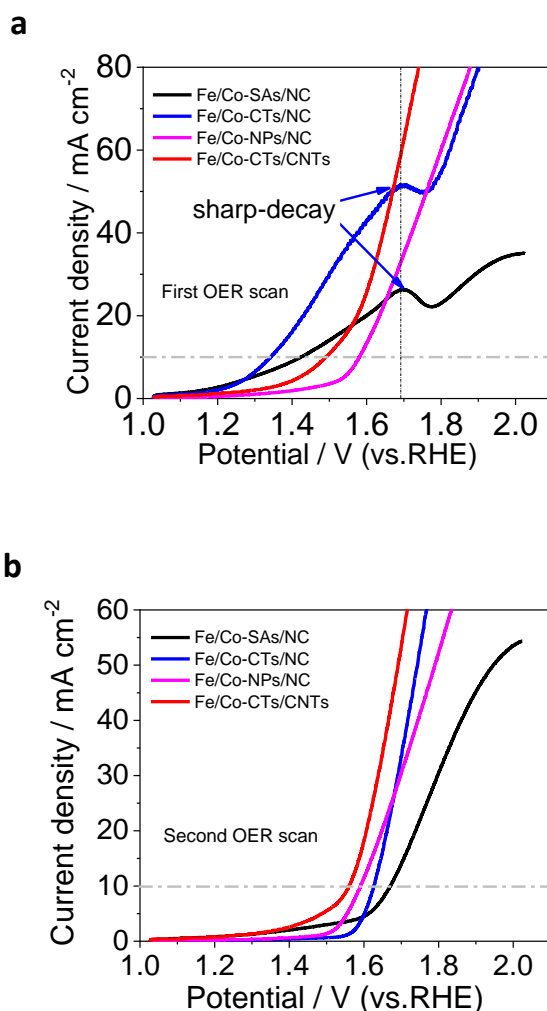 a
Current density / mA cm⁻²
80
60
40
20
0
Fe/Co-SAs/NC
Fe/Co-CTs/NC
Fe/Co-NPs/NC
Fe/Co-CTs/CNTs
sharp-decay
First OER scan
1.0 1.2 1.4 1.6 1.8 2.0
Potential / V (vs.RHE)
b
Current density / mA cm⁻²
60
50
40
30
20
10
0
Fe/Co-SAs/NC
Fe/Co-CTs/NC
Fe/Co-NPs/NC
Fe/Co-CTs/CNTs
Second OER scan
1.0 1.2 1.4 1.6 1.8 2.0
Potential / V (vs.RHE)